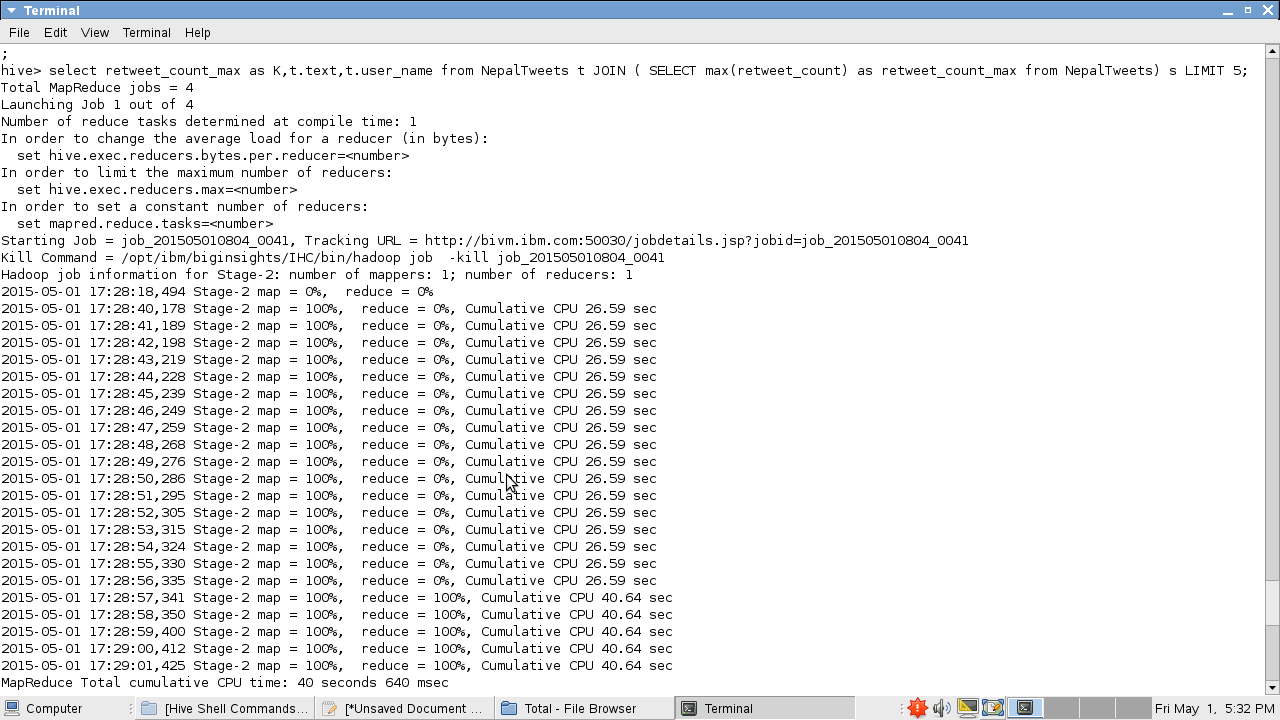 Terminal
File Edit View Terminal Help
;
hive> select retweet_count_max as K,t.text,t.user_name from NepalTweets t JOIN ( SELECT max(retweet_count) as retweet_count_max from NepalTweets) s LIMIT 5;
Total MapReduce jobs = 4
Launching Job 1 out of 4
Number of reduce tasks determined at compile time: 1
In order to change the average load for a reducer (in bytes):
  set hive.exec.reducers.bytes.per.reducer=<number>
In order to limit the maximum number of reducers:
  set hive.exec.reducers.max=<number>
In order to set a constant number of reducers:
  set mapred.reduce.tasks=<number>
Starting Job = job_201505010804_0041, Tracking URL = http://bivm.ibm.com:50030/jobdetails.jsp?jobid=job_201505010804_0041
Kill Command = /opt/ibm/biginsights/IHC/bin/hadoop job  -kill job_201505010804_0041
Hadoop job information for Stage-2: number of mappers: 1; number of reducers: 1
2015-05-01 17:28:18,494 Stage-2 map = 0%,  reduce = 0%
2015-05-01 17:28:40,178 Stage-2 map = 100%,  reduce = 0%, Cumulative CPU 26.59 sec
2015-05-01 17:28:41,189 Stage-2 map = 100%,  reduce = 0%, Cumulative CPU 26.59 sec
2015-05-01 17:28:42,198 Stage-2 map = 100%,  reduce = 0%, Cumulative CPU 26.59 sec
2015-05-01 17:28:43,219 Stage-2 map = 100%,  reduce = 0%, Cumulative CPU 26.59 sec
2015-05-01 17:28:44,228 Stage-2 map = 100%,  reduce = 0%, Cumulative CPU 26.59 sec
2015-05-01 17:28:45,239 Stage-2 map = 100%,  reduce = 0%, Cumulative CPU 26.59 sec
2015-05-01 17:28:46,249 Stage-2 map = 100%,  reduce = 0%, Cumulative CPU 26.59 sec
2015-05-01 17:28:47,259 Stage-2 map = 100%,  reduce = 0%, Cumulative CPU 26.59 sec
2015-05-01 17:28:48,268 Stage-2 map = 100%,  reduce = 0%, Cumulative CPU 26.59 sec
2015-05-01 17:28:49,276 Stage-2 map = 100%,  reduce = 0%, Cumulative CPU 26.59 sec
2015-05-01 17:28:50,286 Stage-2 map = 100%,  reduce = 0%, Cumulative CPU 26.59 sec
2015-05-01 17:28:51,295 Stage-2 map = 100%,  reduce = 0%, Cumulative CPU 26.59 sec
2015-05-01 17:28:52,305 Stage-2 map = 100%,  reduce = 0%, Cumulative CPU 26.59 sec
2015-05-01 17:28:53,315 Stage-2 map = 100%,  reduce = 0%, Cumulative CPU 26.59 sec
2015-05-01 17:28:54,324 Stage-2 map = 100%,  reduce = 0%, Cumulative CPU 26.59 sec
2015-05-01 17:28:55,330 Stage-2 map = 100%,  reduce = 0%, Cumulative CPU 26.59 sec
2015-05-01 17:28:56,335 Stage-2 map = 100%,  reduce = 0%, Cumulative CPU 26.59 sec
2015-05-01 17:28:57,341 Stage-2 map = 100%,  reduce = 100%, Cumulative CPU 40.64 sec
2015-05-01 17:28:58,350 Stage-2 map = 100%,  reduce = 100%, Cumulative CPU 40.64 sec
2015-05-01 17:28:59,400 Stage-2 map = 100%,  reduce = 100%, Cumulative CPU 40.64 sec
2015-05-01 17:29:00,412 Stage-2 map = 100%,  reduce = 100%, Cumulative CPU 40.64 sec
2015-05-01 17:29:01,425 Stage-2 map = 100%,  reduce = 100%, Cumulative CPU 40.64 sec
MapReduce Total cumulative CPU time: 40 seconds 640 msec
Computer [Hive Shell Commands... [*Unsaved Document ... Total - File Browser Terminal Fri May 1, 5:32 PM